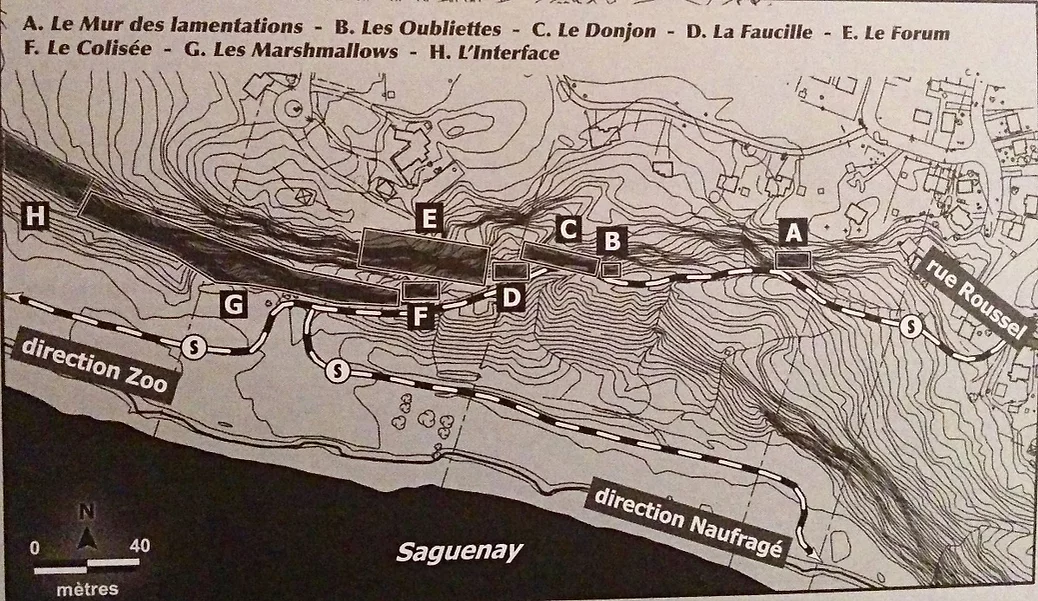 A. Le Mur des lamentations - B. Les Oubliettes - C. Le Donjon - D. La Faucille - E. Le Forum
F. Le Colisée - G. Les Marshmallows - H. L'Interface
E
C
B
A
H
G
F
D
rue Roussel
S
S
S
direction Zoo
direction Naufragé
N
0 40
mètres
Saguenay